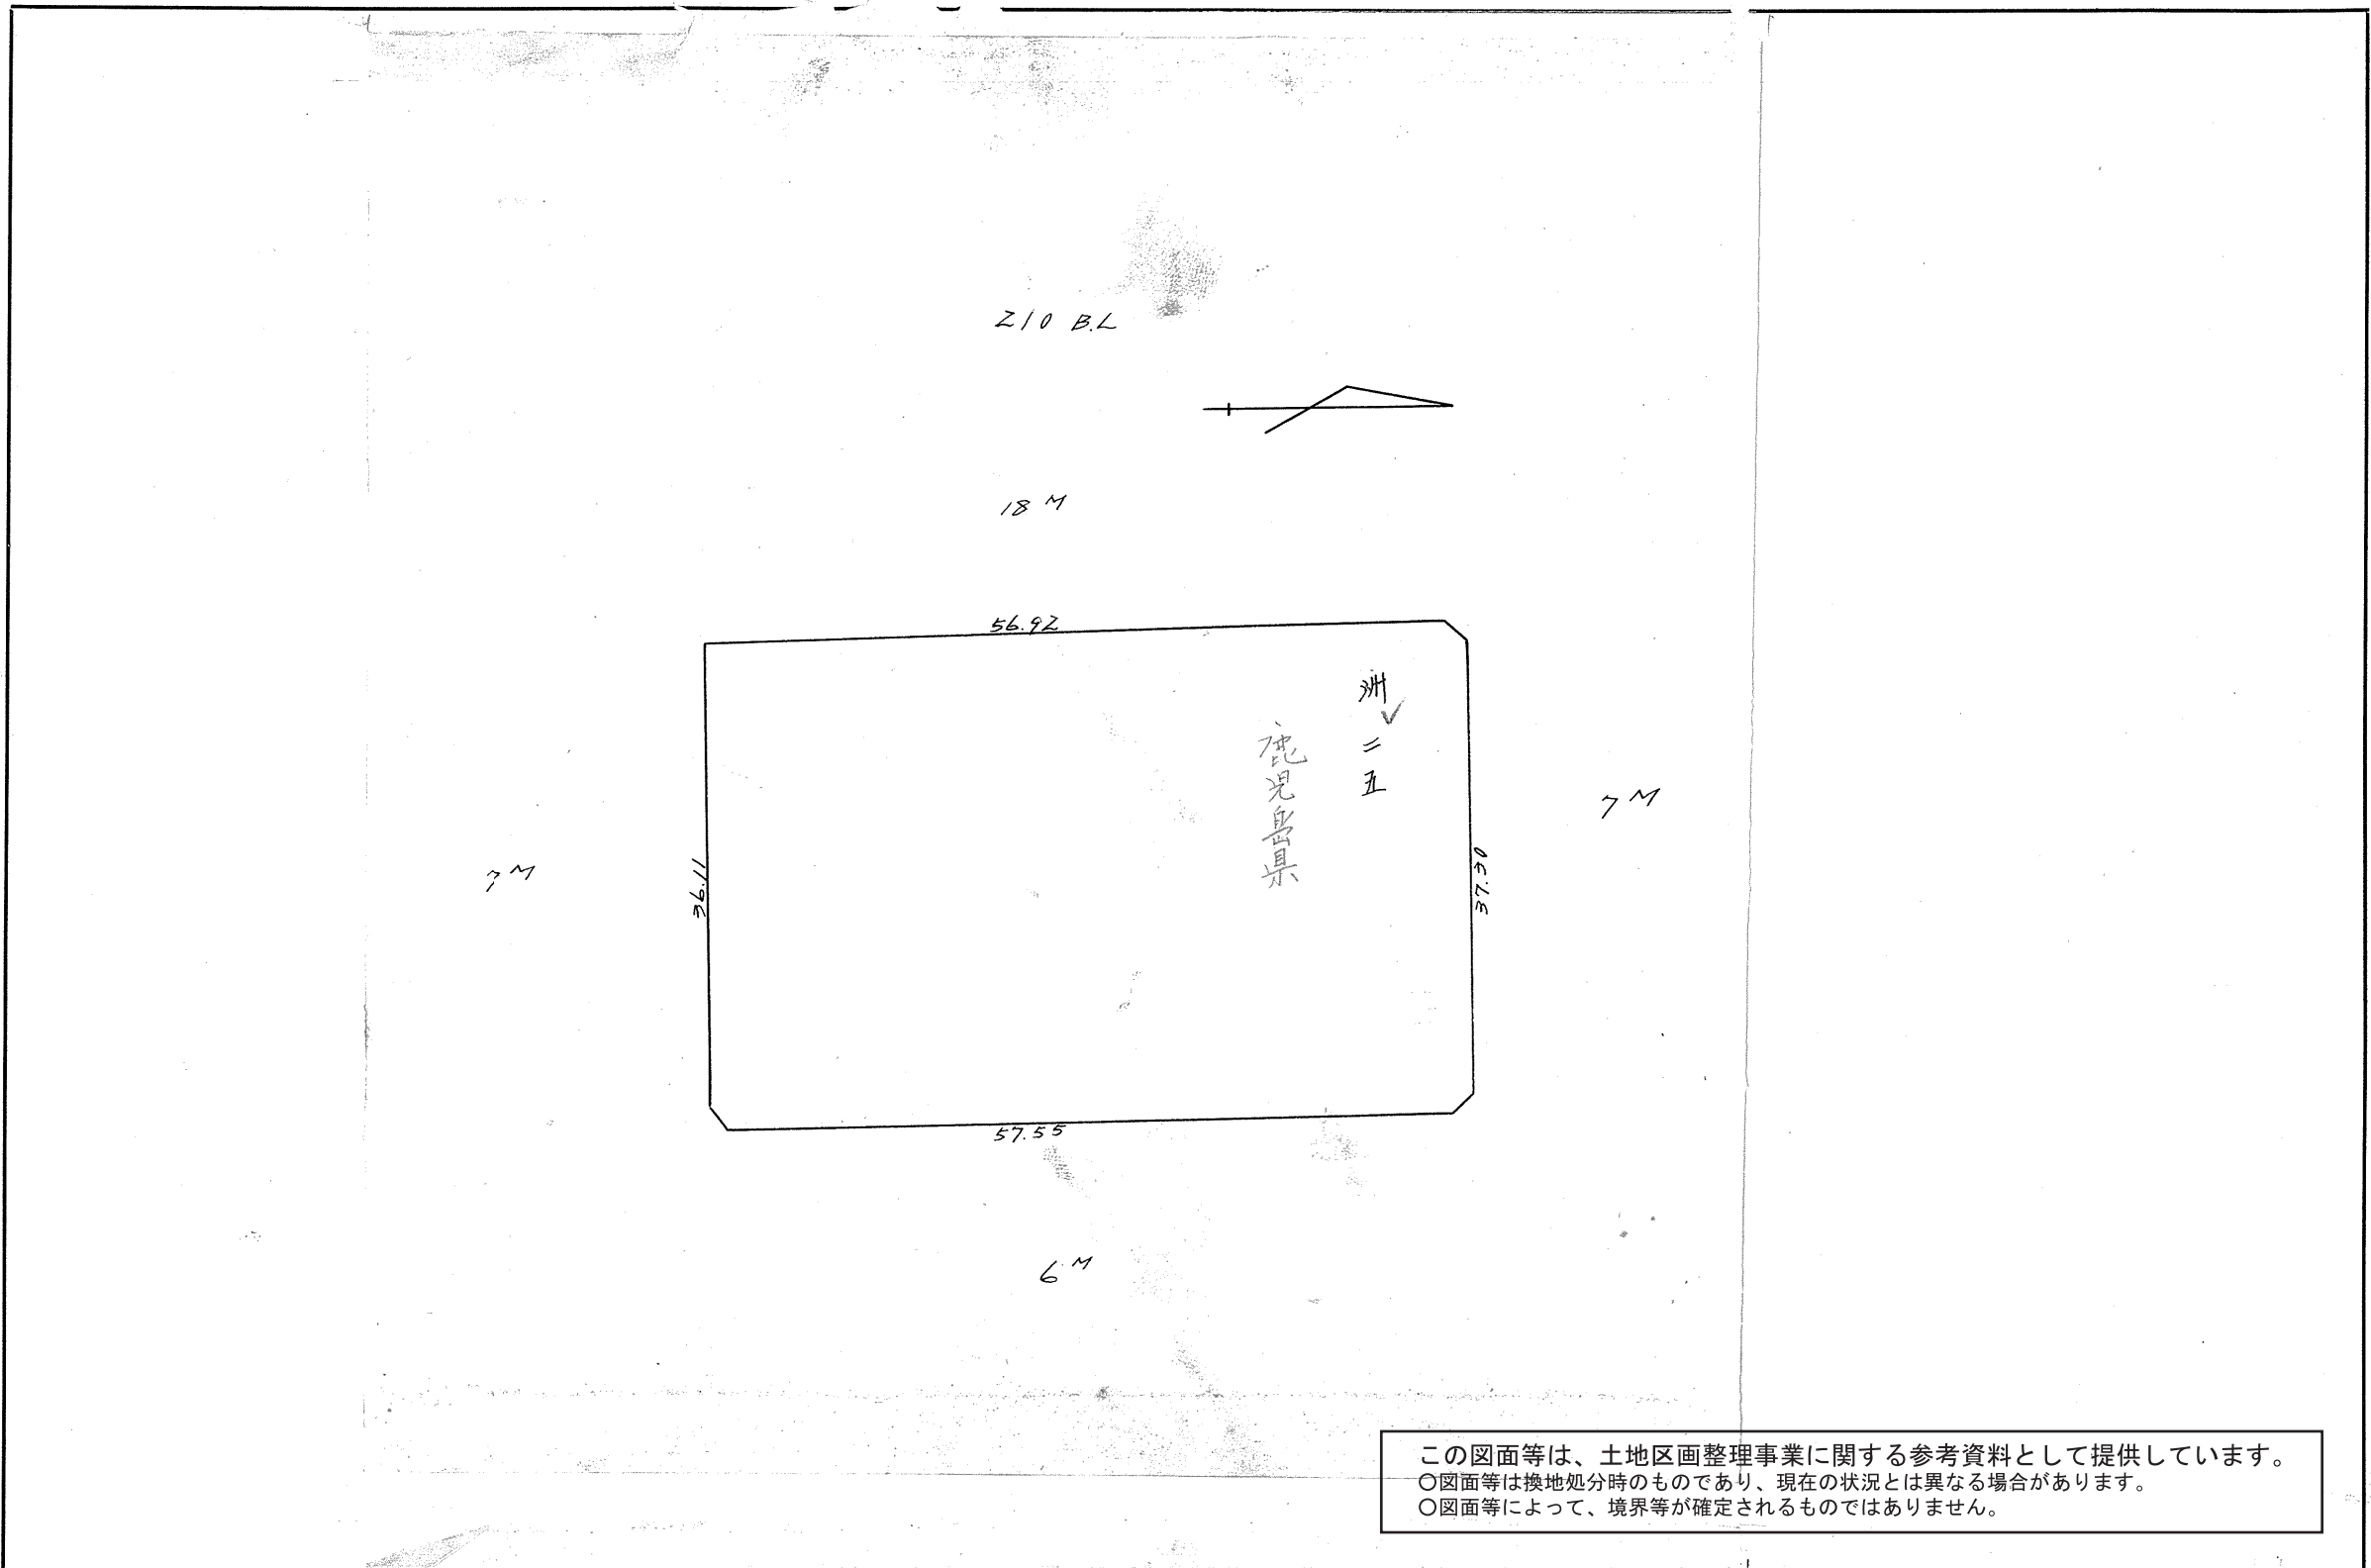 210 B.L
18 M
56.92
洲二五
鹿児島県
7 M
7 M
36.11
37.30
57.55
6 M
この図面等は、土地区画整理事業に関する参考資料として提供しています。
○図面等は換地処分時のものであり、現在の状況とは異なる場合があります。
○図面等によって、境界等が確定されるものではありません。